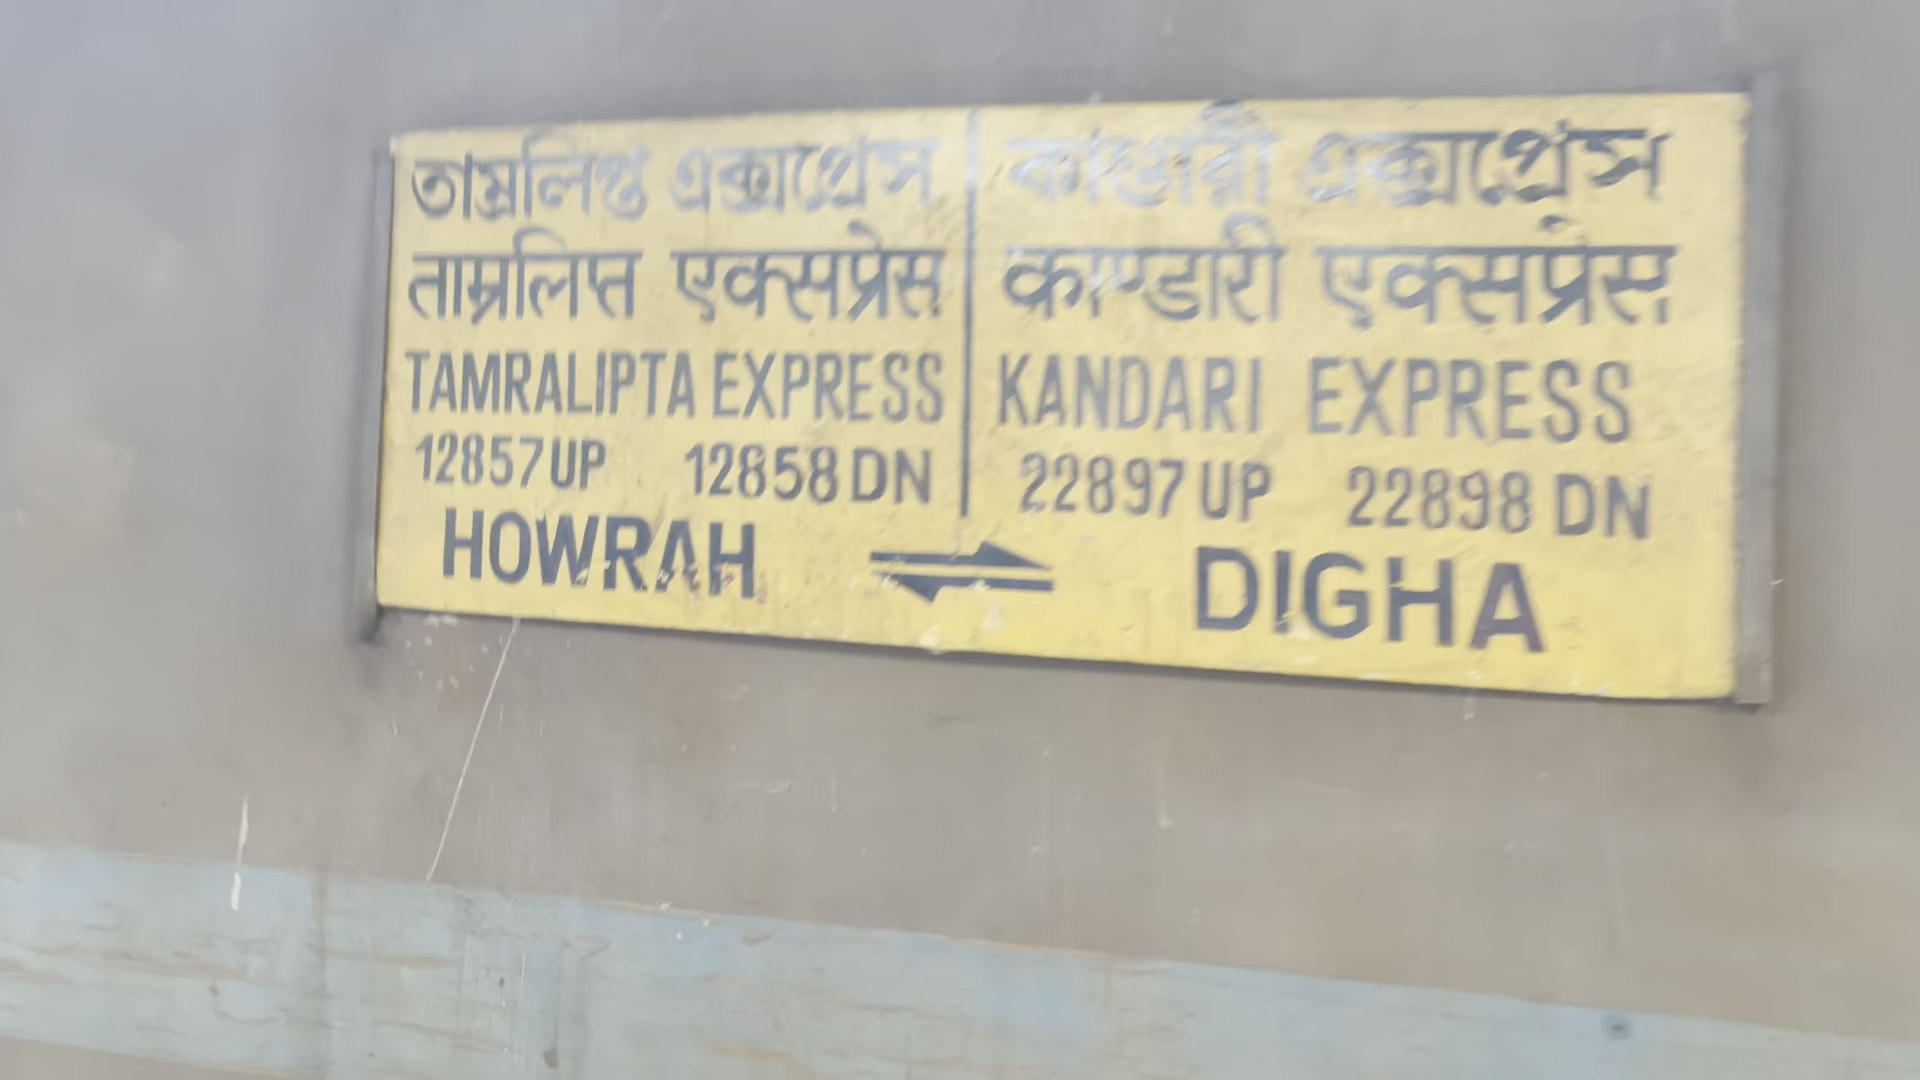 তাম্রলিপ্ত এক্সপ্রেস
ताम्रलिप्त एक्सप्रेस
TAMRALIPTA EXPRESS
12857 UP 12858 DN
কাণ্ডারী এক্সপ্রেস
काण्डारी एक्सप्रेस
KANDARI EXPRESS
22897 UP 22898 DN
HOWRAH ⇌ DIGHA